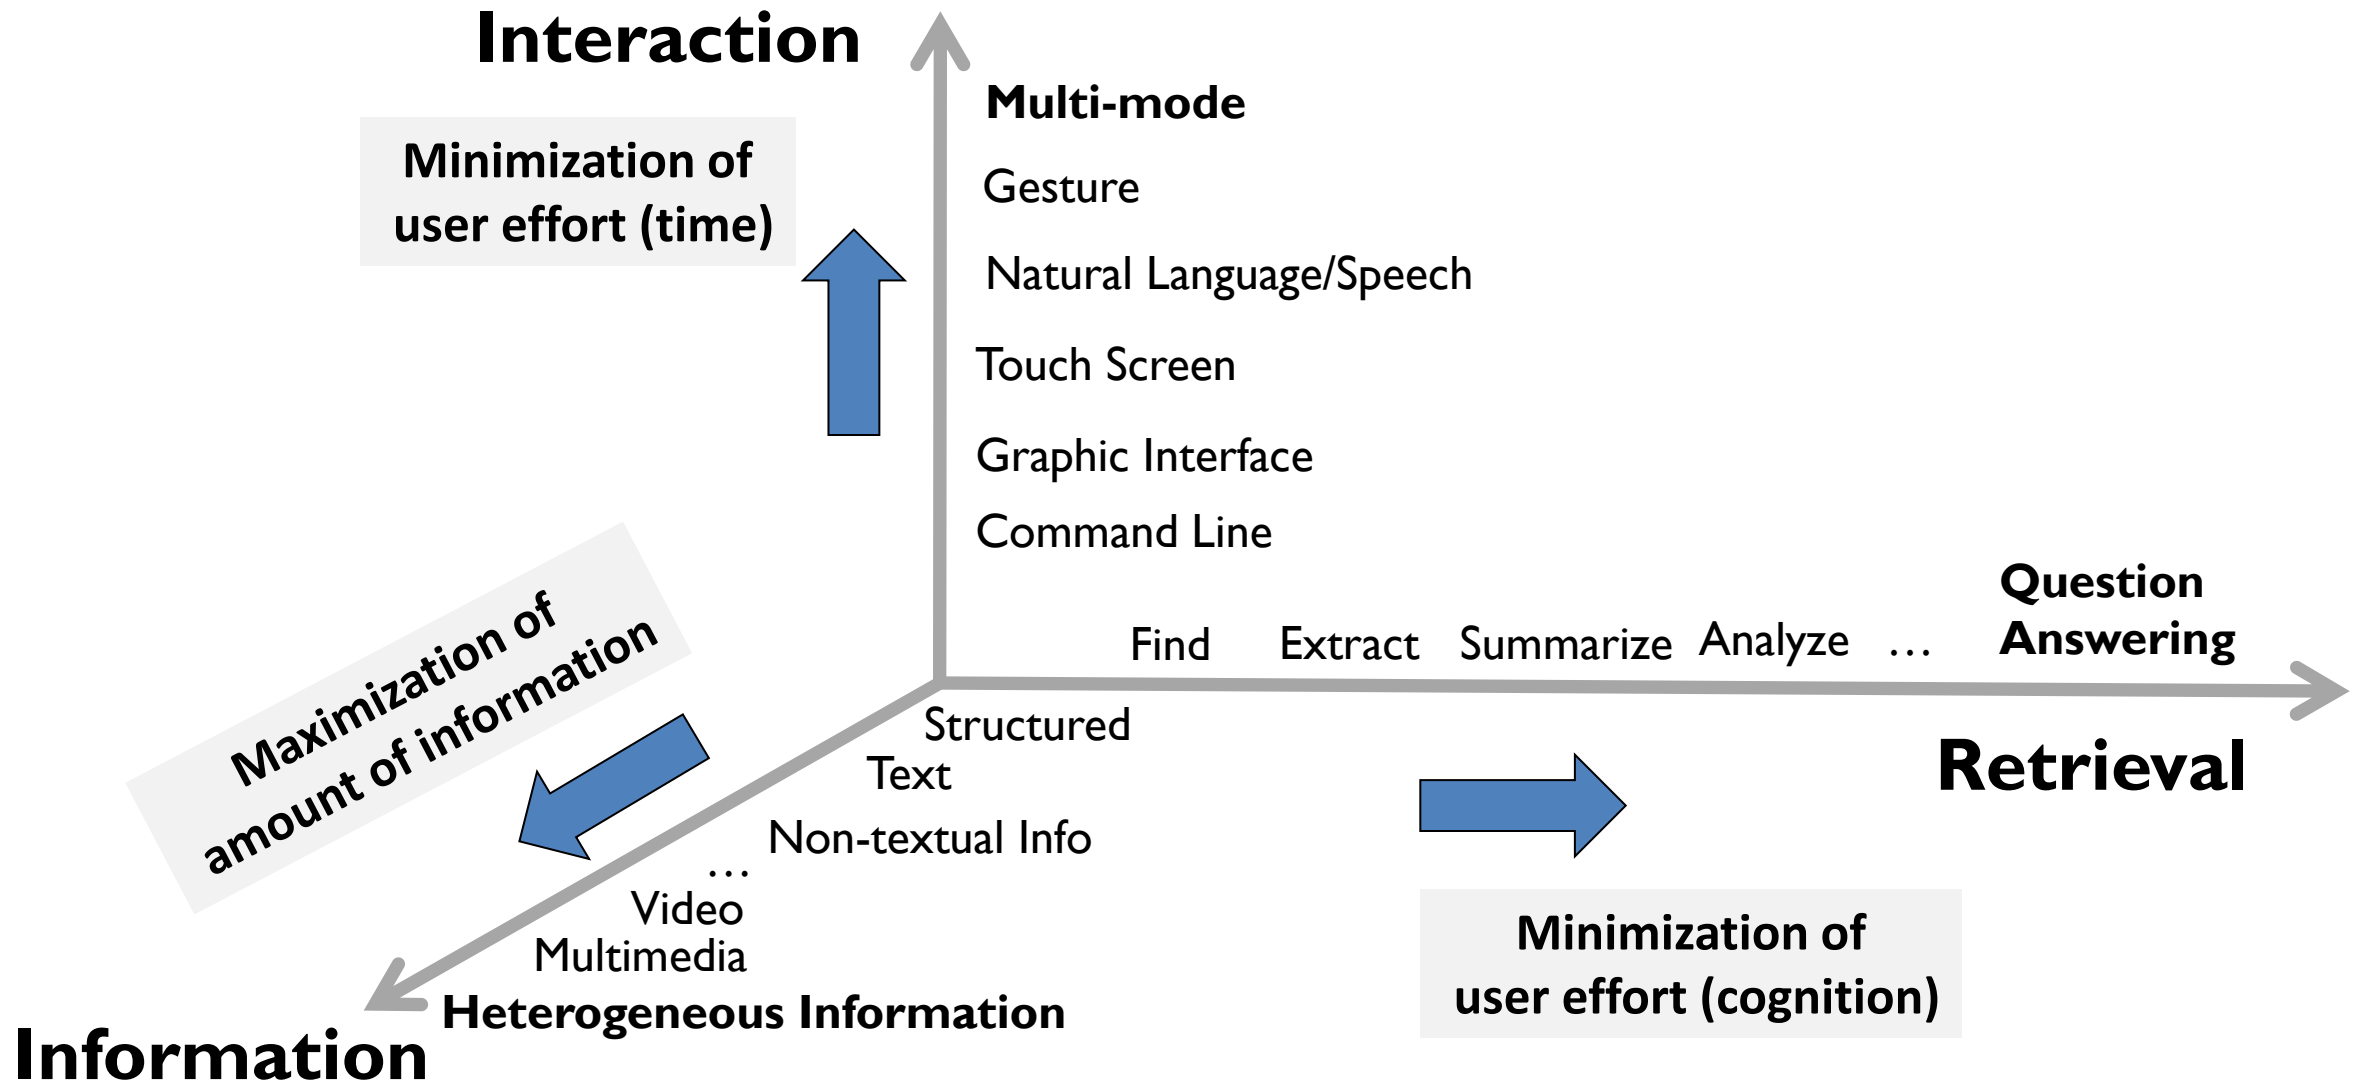 Interaction
Multi-mode
Minimization of
user effort (time)
Gesture
Natural Language/Speech
Touch Screen
Graphic Interface
Command Line
Maximization of
amount of information
Find Extract Summarize Analyze …
Question
Answering
Retrieval
Structured
Text
Non-textual Info
…
Video
Multimedia
Heterogeneous Information
Information
Minimization of
user effort (cognition)